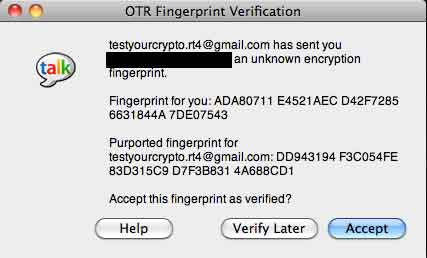 OTR Fingerprint Verification
talk
testyourcrypto.rt4@gmail.com has sent you
an unknown encryption
fingerprint.
Fingerprint for you: ADA80711 E4521AEC D42F7285
6631844A 7DE07543
Purported fingerprint for
testyourcrypto.rt4@gmail.com: DD943194 F3C054FE
83D315C9 D7F3B831 4A688CD1
Accept this fingerprint as verified?
Help
Verify Later
Accept